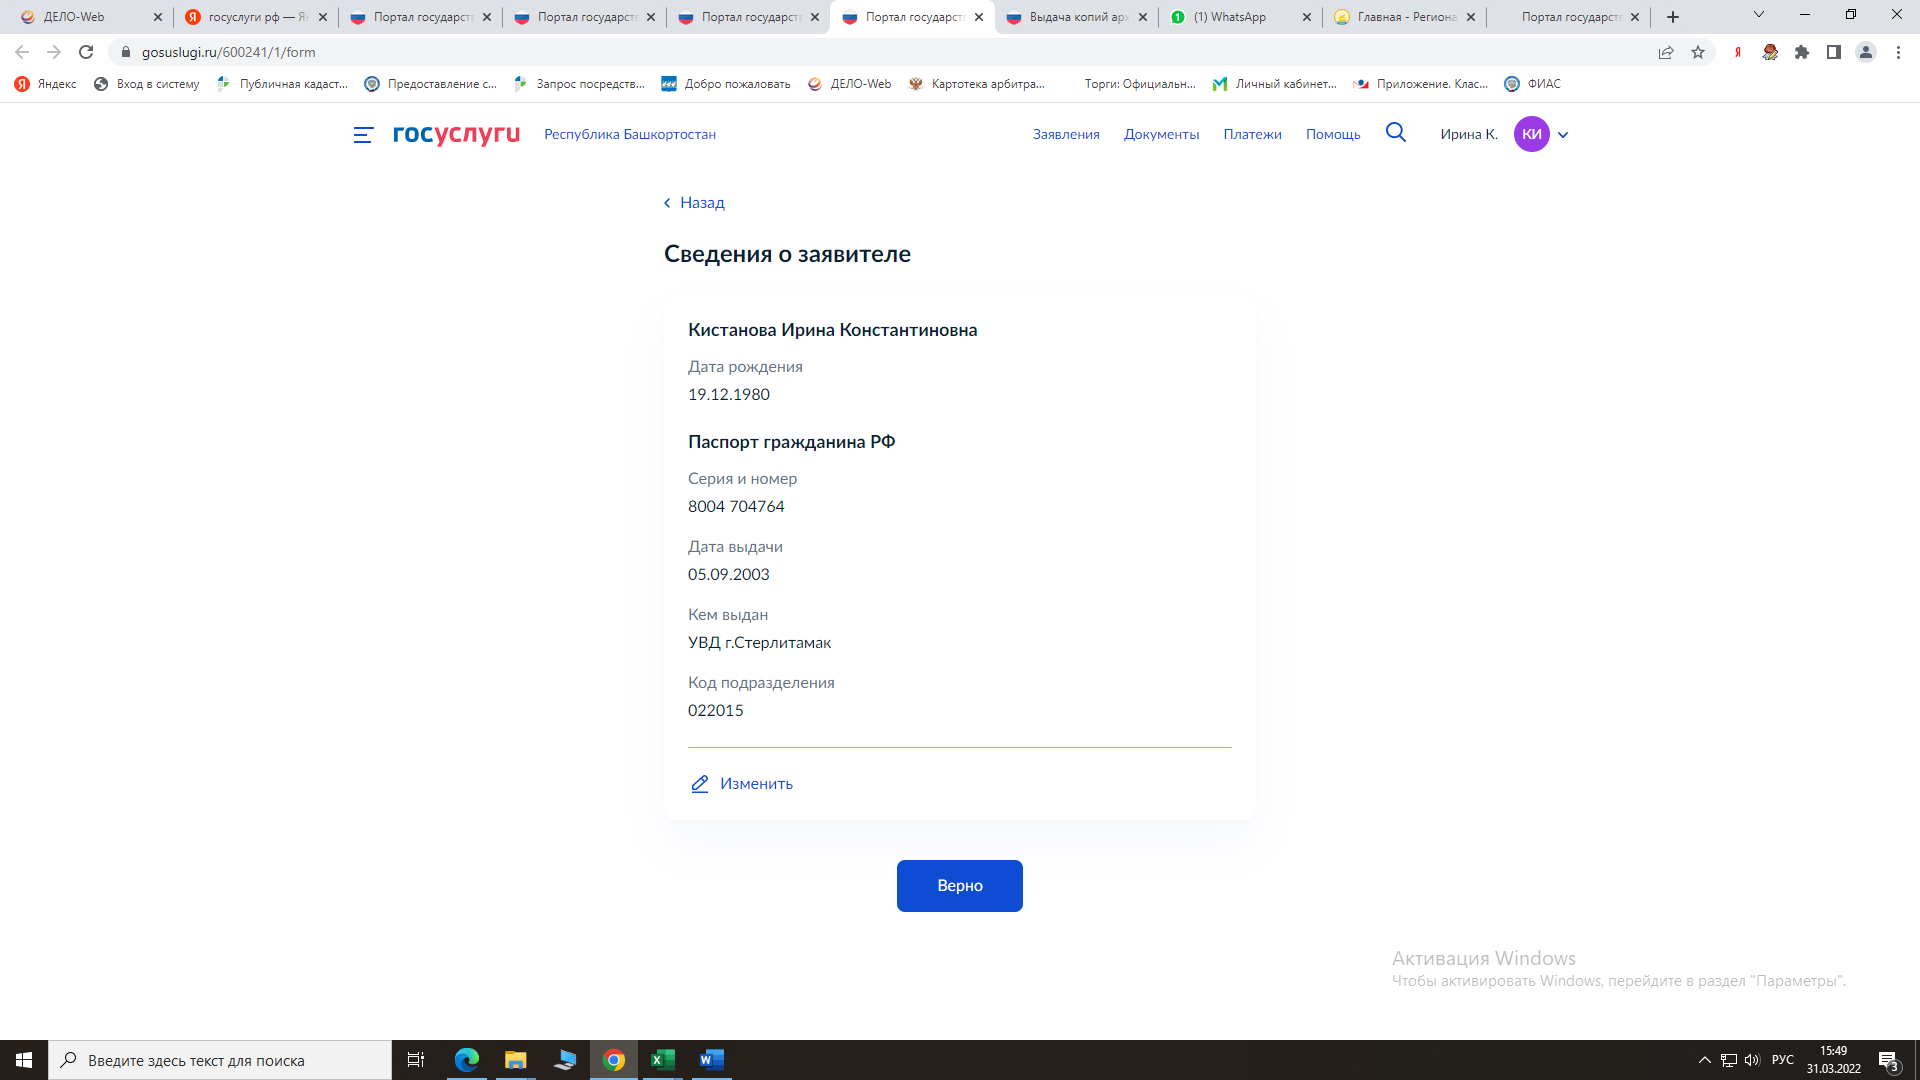 ДЕЛО-Web
госуслуги рф — Я
Портал государст
Портал государст
Портал государст
Портал государст
Выдача копий ар
(1) WhatsApp
Главная - Региона
Портал государст
gosuslugi.ru/600241/1/form
Яндекс
Вход в систему
Публичная кадаст...
Предоставление с...
Запрос посредств...
Добро пожаловать
ДЕЛО-Web
Картотека арбитра...
Торги: Официальн...
Личный кабинет...
Приложение. Клас...
ФИАС
госуслуги
Республика Башкортостан
Заявления
Документы
Платежи
Помощь
Ирина К.
КИ
Назад
Сведения о заявителе
Кистанова Ирина Константиновна
Дата рождения
19.12.1980
Паспорт гражданина РФ
Серия и номер
8004 704764
Дата выдачи
05.09.2003
Кем выдан
УВД г.Стерлитамак
Код подразделения
022015
Изменить
Верно
Активация Windows
Чтобы активировать Windows, перейдите в раздел "Параметры".
Введите здесь текст для поиска
РУС
15:49
31.03.2022
3